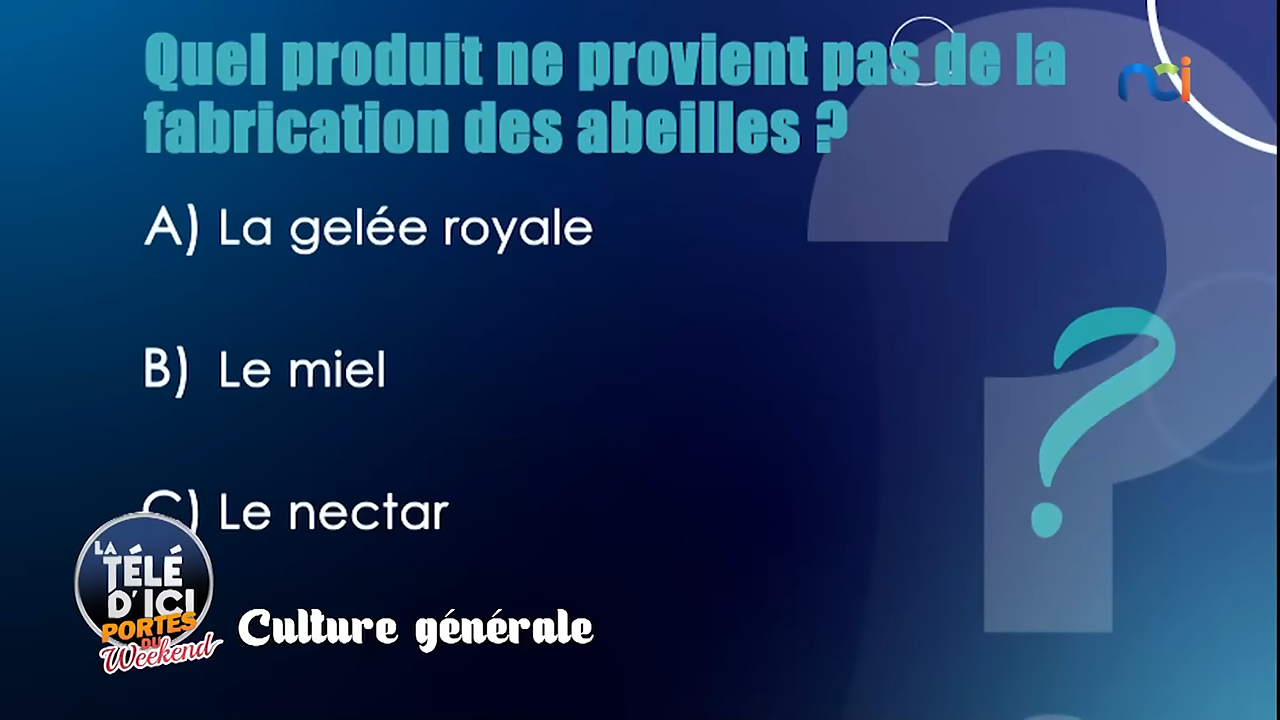 Quel produit ne provient pas de la
fabrication des abeilles ?
nci
A) La gelée royale
B) Le miel
C) Le nectar
LA
TÉLÉ
D'ICI
PORTES
DU
Weekend
Culture générale